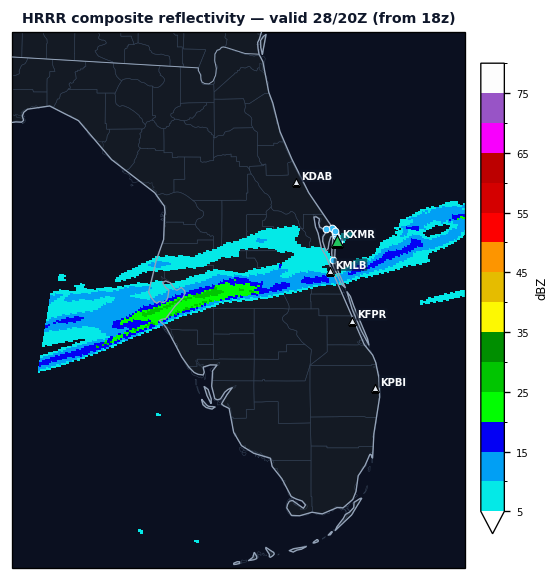 HRRR composite reflectivity — valid 28/20Z (from 18z)
KDAB
KXMR
KMLB
KFPR
KPBI
75
65
55
45
35
25
15
5
dBZ